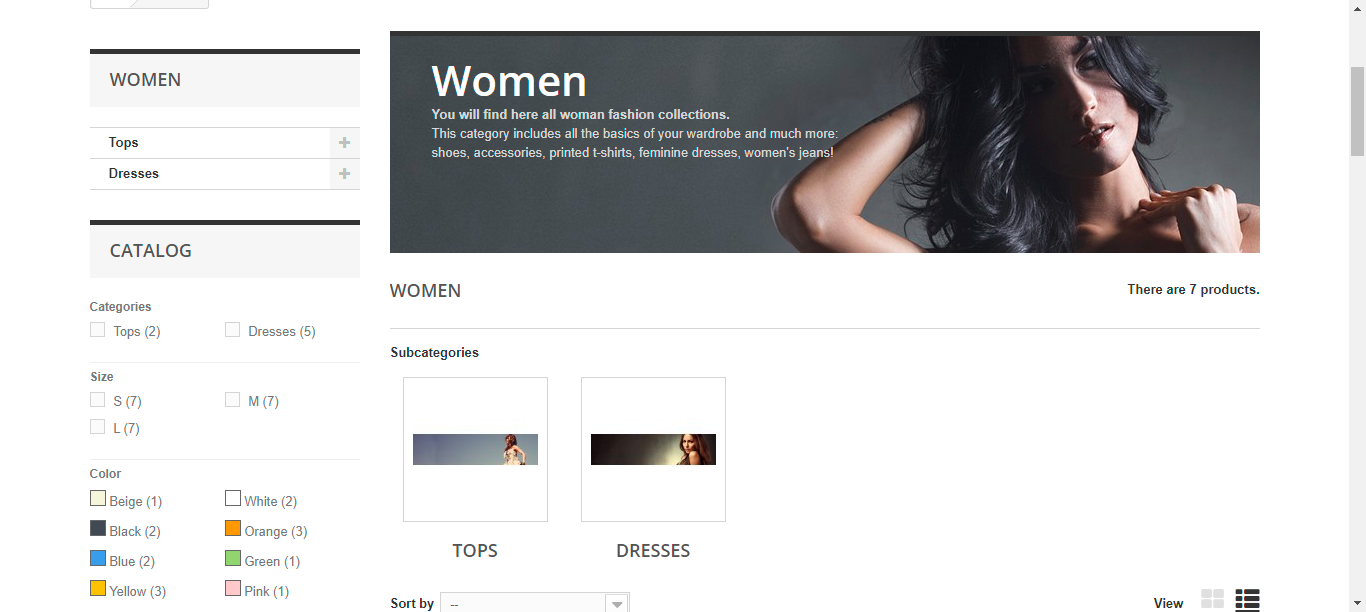 WOMEN
Tops
Dresses
CATALOG
Categories
Tops (2)
Dresses (5)
Size
S (7)
M (7)
L (7)
Color
Beige (1)
White (2)
Black (2)
Orange (3)
Blue (2)
Green (1)
Yellow (3)
Pink (1)
Women
You will find here all woman fashion collections.
This category includes all the basics of your wardrobe and much more:
shoes, accessories, printed t-shirts, feminine dresses, women's jeans!
WOMEN
There are 7 products.
Subcategories
TOPS
DRESSES
Sort by
--
View